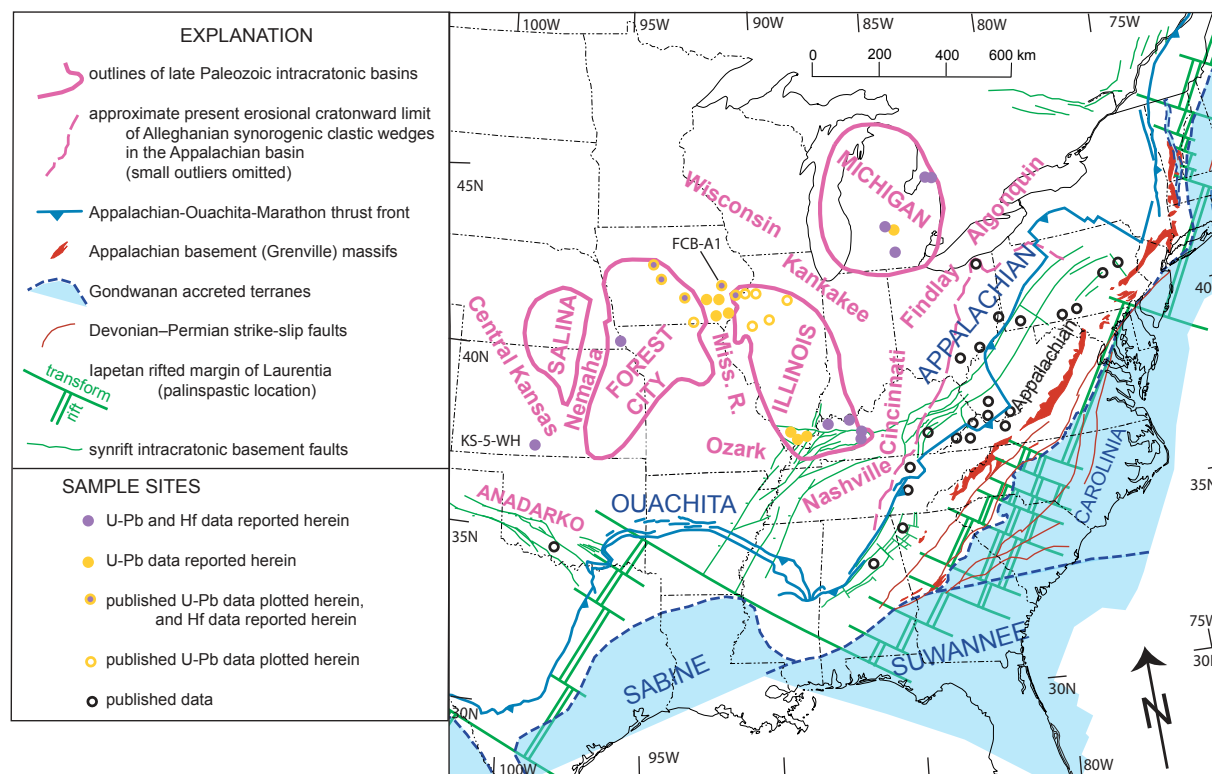 EXPLANATION
outlines of late Paleozoic intracratonic basins
approximate present erosional cratonward limit
of Alleghanian synorogenic clastic wedges
in the Appalachian basin
(small outliers omitted)
Appalachian-Ouachita-Marathon thrust front
Appalachian basement (Grenville) massifs
Gondwanan accreted terranes
Devonian–Permian strike-slip faults
transform
rift
Iapetan rifted margin of Laurentia
(palinspastic location)
synrift intracratonic basement faults
SAMPLE SITES
U-Pb and Hf data reported herein
U-Pb data reported herein
published U-Pb data plotted herein,
and Hf data reported herein
published U-Pb data plotted herein
published data
100W
95W
90W
85W
80W
75W
0
200
400
600 km
45N
40N
35N
30N
100W
95W
80W
30N
75W
30N
35N
40N
Wisconsin
MICHIGAN
Algonquin
FCB-A1
Kankakee
Findlay
APPALACHIAN
Central Kansas
SALINA
Nemaha
FOREST
CITY
Miss. R.
ILLINOIS
Cincinnati
Appalachian
KS-5-WH
Ozark
Nashville
CAROLINA
ANADARKO
OUACHITA
SABINE
SUWANNEE
N